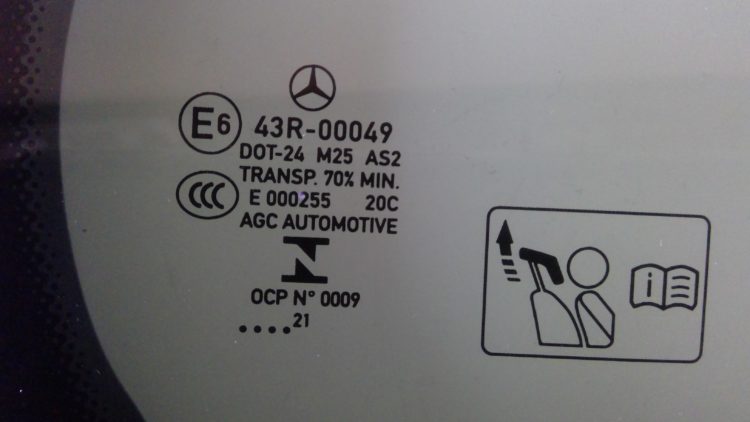 E6
43R-00049
DOT-24 M25 AS2
TRANSP. 70% MIN.
CCC
E 000255 20C
AGC AUTOMOTIVE
OCP N° 0009
....21
i